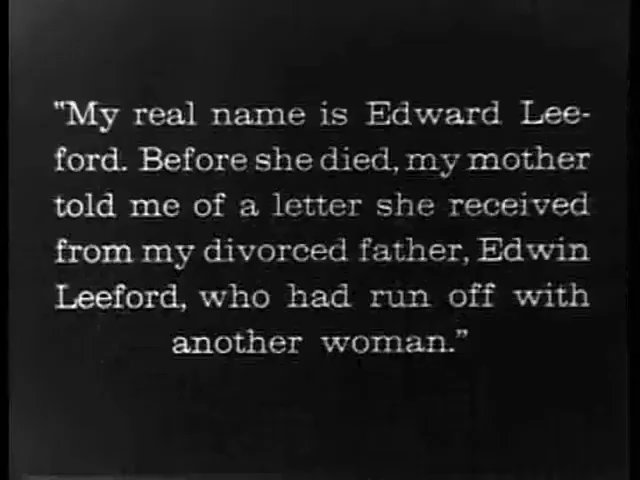 "My real name is Edward Lee-
ford. Before she died, my mother
told me of a letter she received
from my divorced father, Edwin
Leeford, who had run off with
another woman."